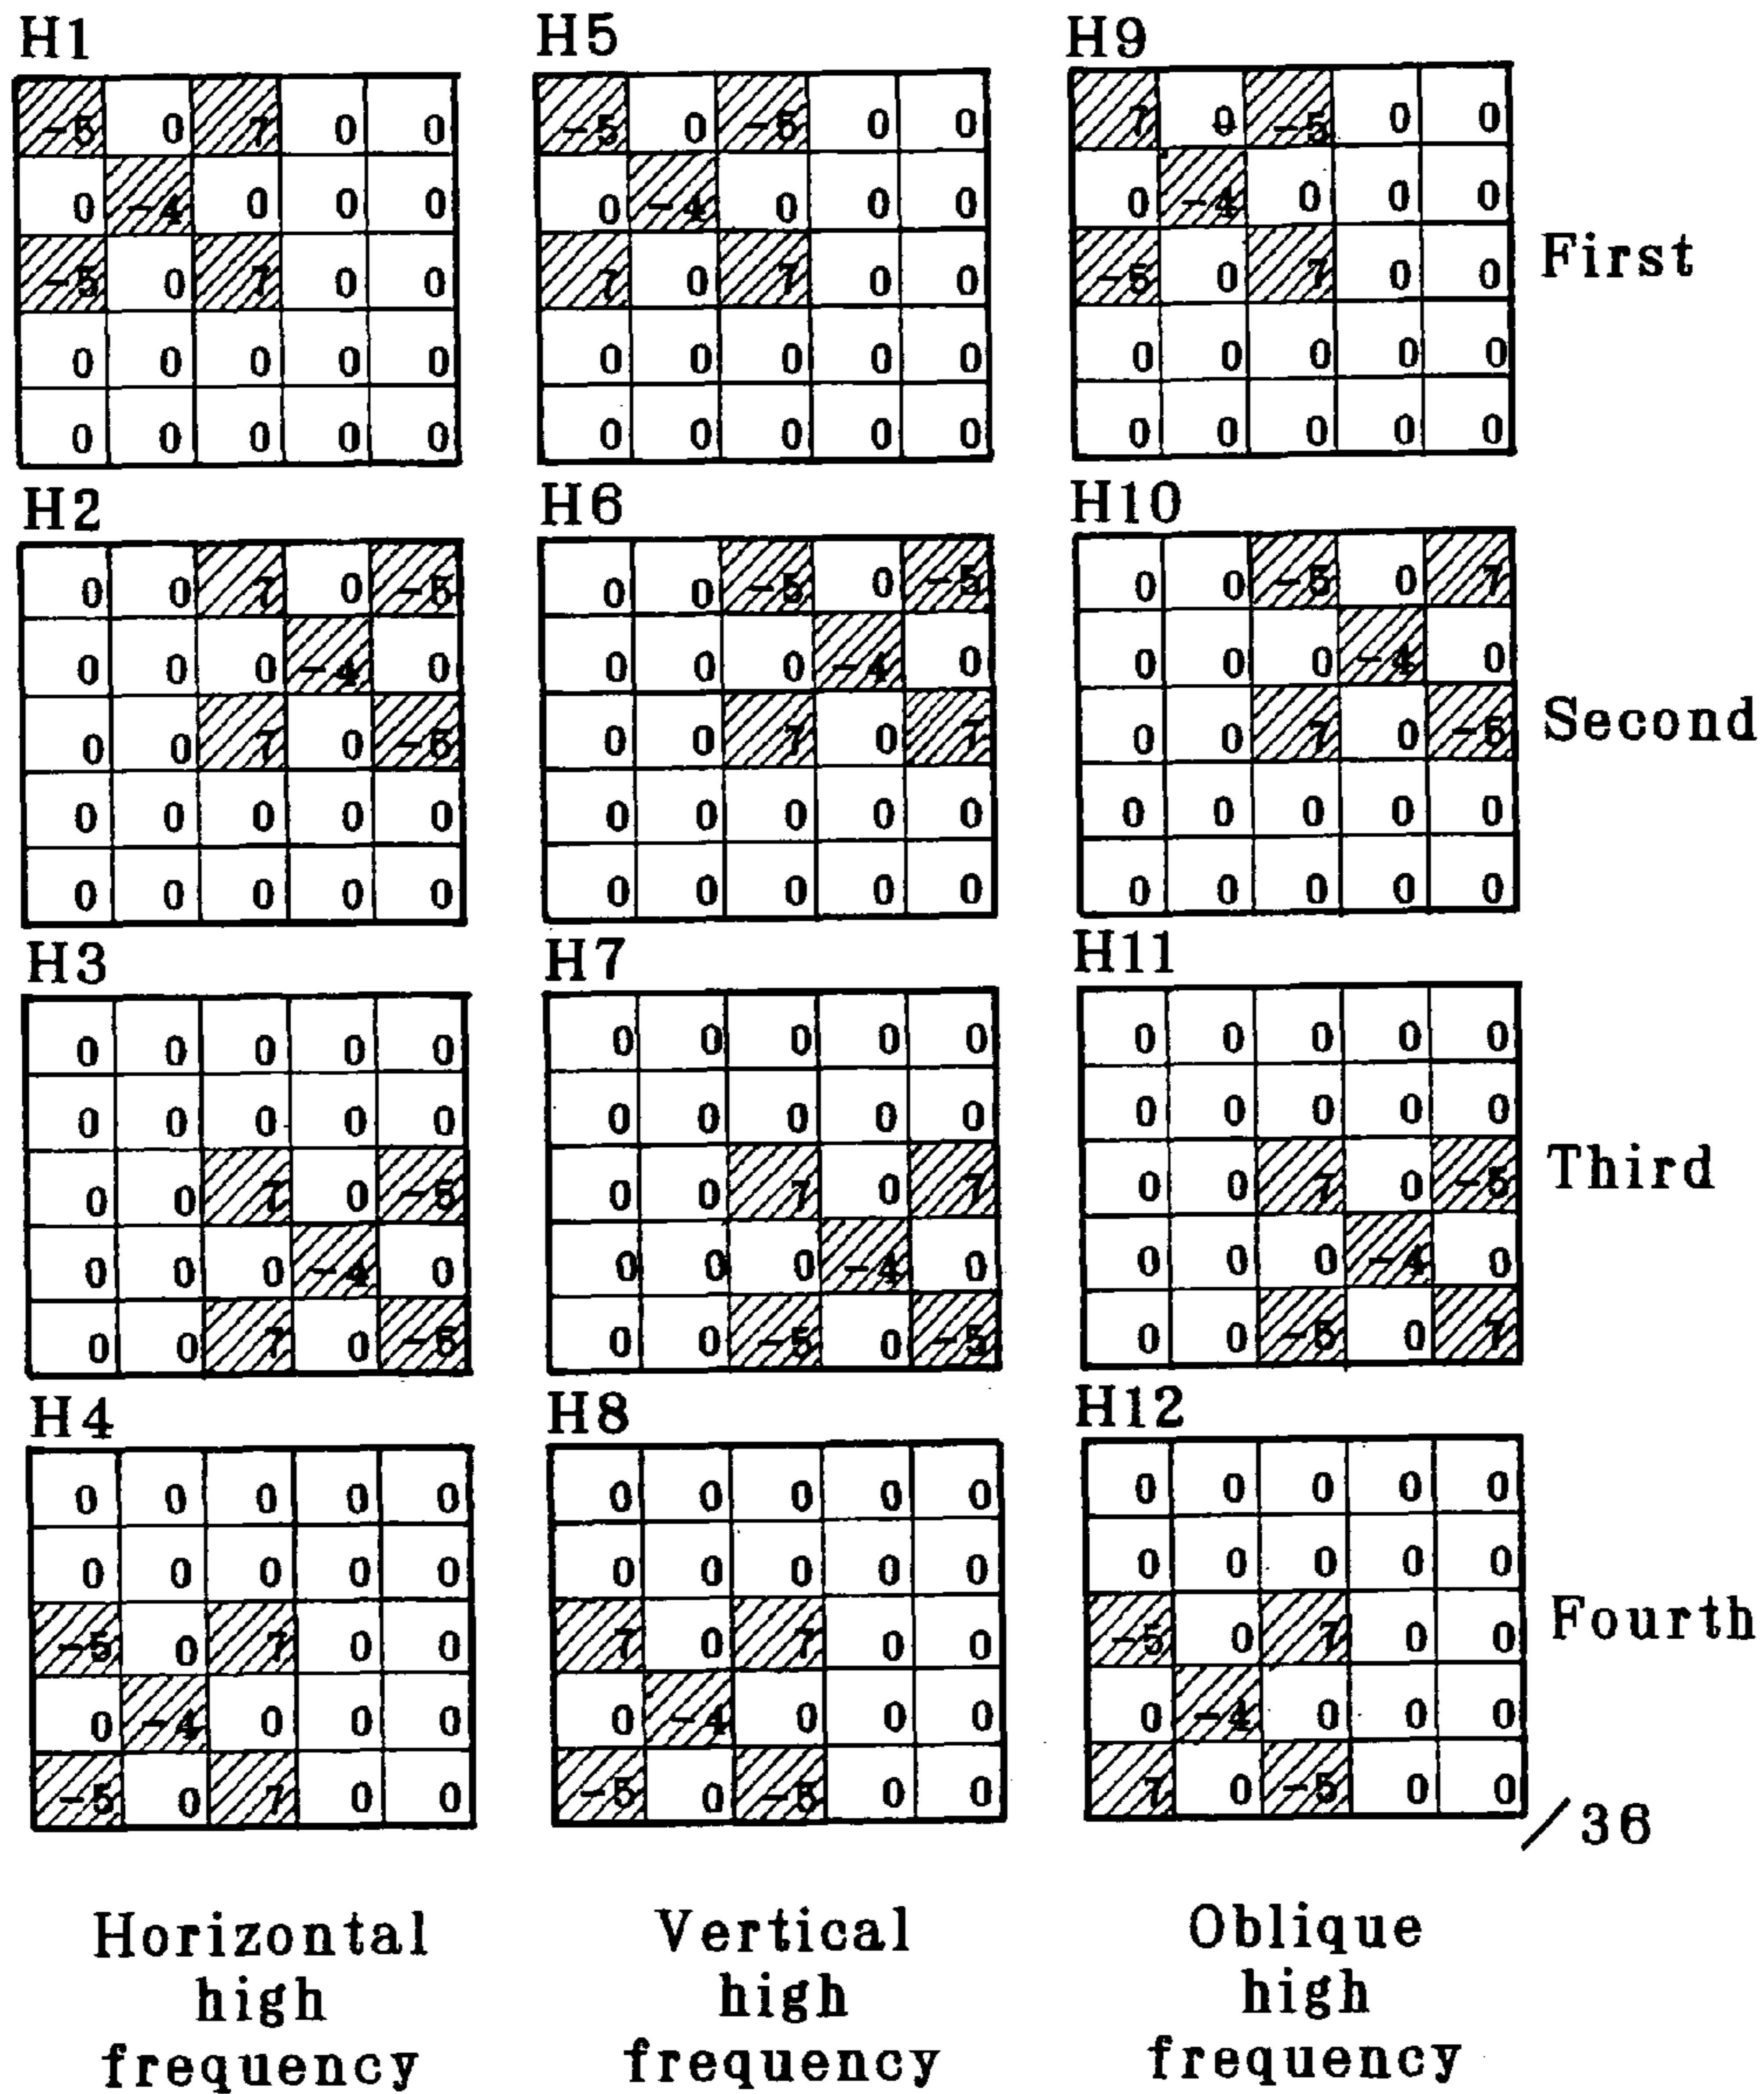 H1 H5 H9
-5 0 7 0 0 -5 0 -5 0 0 7 0 -5 0 0
0 -4 0 0 0 0 -4 0 0 0 0 -4 0 0 0
-5 0 7 0 0 7 0 7 0 0 -5 0 7 0 0 First
0 0 0 0 0 0 0 0 0 0 0 0 0 0 0
0 0 0 0 0 0 0 0 0 0 0 0 0 0 0
H2 H6 H10
0 0 7 0 -5 0 0 -5 0 -5 0 0 -5 0 7
0 0 0 -4 0 0 0 0 -4 0 0 0 0 -4 0
0 0 7 0 -5 0 0 7 0 7 0 0 7 0 -5 Second
0 0 0 0 0 0 0 0 0 0 0 0 0 0 0
0 0 0 0 0 0 0 0 0 0 0 0 0 0 0
H3 H7 H11
0 0 0 0 0 0 0 0 0 0 0 0 0 0 0
0 0 0 0 0 0 0 0 0 0 0 0 0 0 0
0 0 7 0 -5 0 0 7 0 7 0 0 7 0 -5 Third
0 0 0 -4 0 0 0 0 -4 0 0 0 0 -4 0
0 0 7 0 -5 0 0 -5 0 -5 0 0 -5 0 7
H4 H8 H12
0 0 0 0 0 0 0 0 0 0 0 0 0 0 0
0 0 0 0 0 0 0 0 0 0 0 0 0 0 0
-5 0 7 0 0 7 0 7 0 0 -5 0 7 0 0 Fourth
0 -4 0 0 0 0 -4 0 0 0 0 -4 0 0 0
-5 0 7 0 0 -5 0 -5 0 0 7 0 -5 0 0
/36
Horizontal
high
frequency
Vertical
high
frequency
Oblique
high
frequency